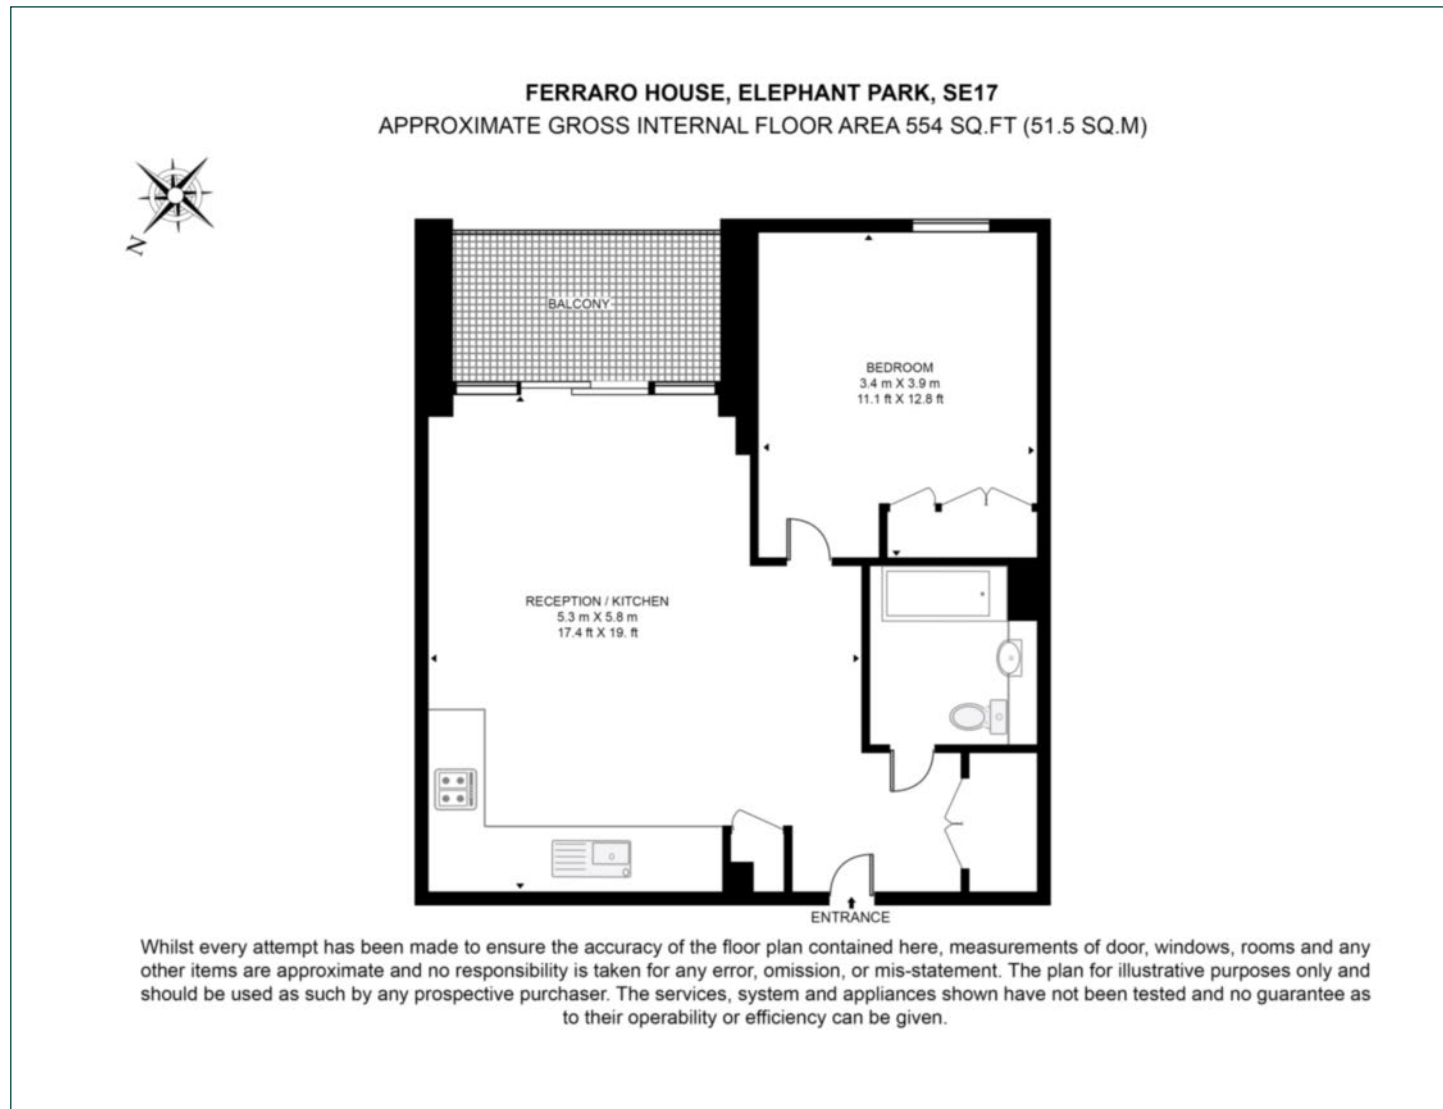 FERRARO HOUSE, ELEPHANT PARK, SE17
APPROXIMATE GROSS INTERNAL FLOOR AREA 554 SQ.FT (51.5 SQ.M)
N
BALCONY
BEDROOM
3.4 m X 3.9 m
11.1 ft X 12.8 ft
RECEPTION / KITCHEN
5.3 m X 5.8 m
17.4 ft X 19. ft
ENTRANCE
Whilst every attempt has been made to ensure the accuracy of the floor plan contained here, measurements of door, windows, rooms and any
other items are approximate and no responsibility is taken for any error, omission, or mis-statement. The plan for illustrative purposes only and
should be used as such by any prospective purchaser. The services, system and appliances shown have not been tested and no guarantee as
to their operability or efficiency can be given.